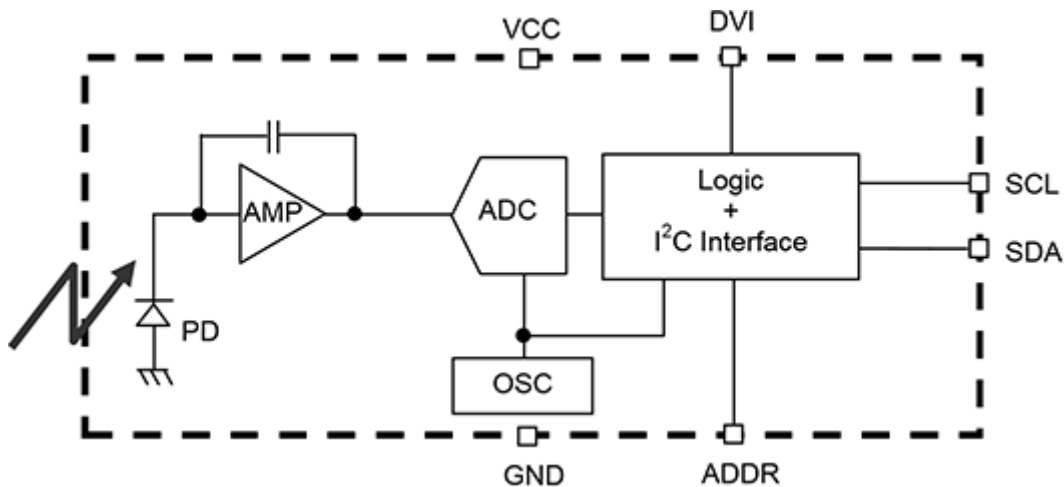 VCC
DVI
AMP
ADC
Logic
+
I²C Interface
SCL
SDA
PD
OSC
GND
ADDR